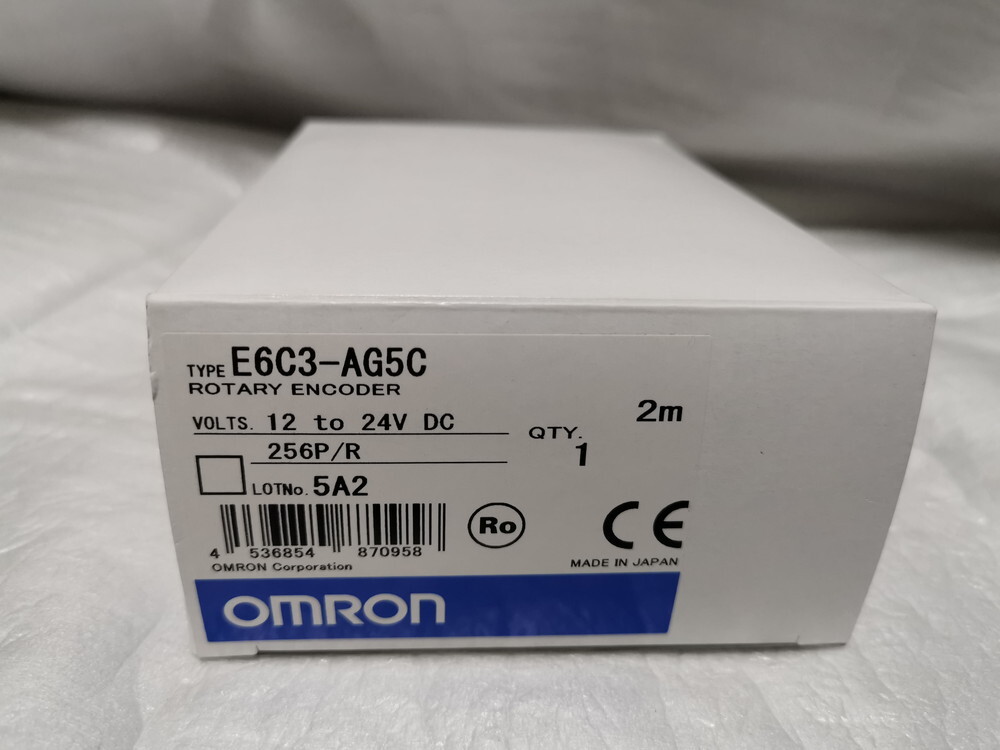 TYPE E6C3-AG5C
ROTARY ENCODER
VOLTS. 12 to 24V DC
2m
256P/R
QTY. 1
LOTNo. 5A2
Ro
CE
4 536854 870958
OMRON Corporation
MADE IN JAPAN
OMRON